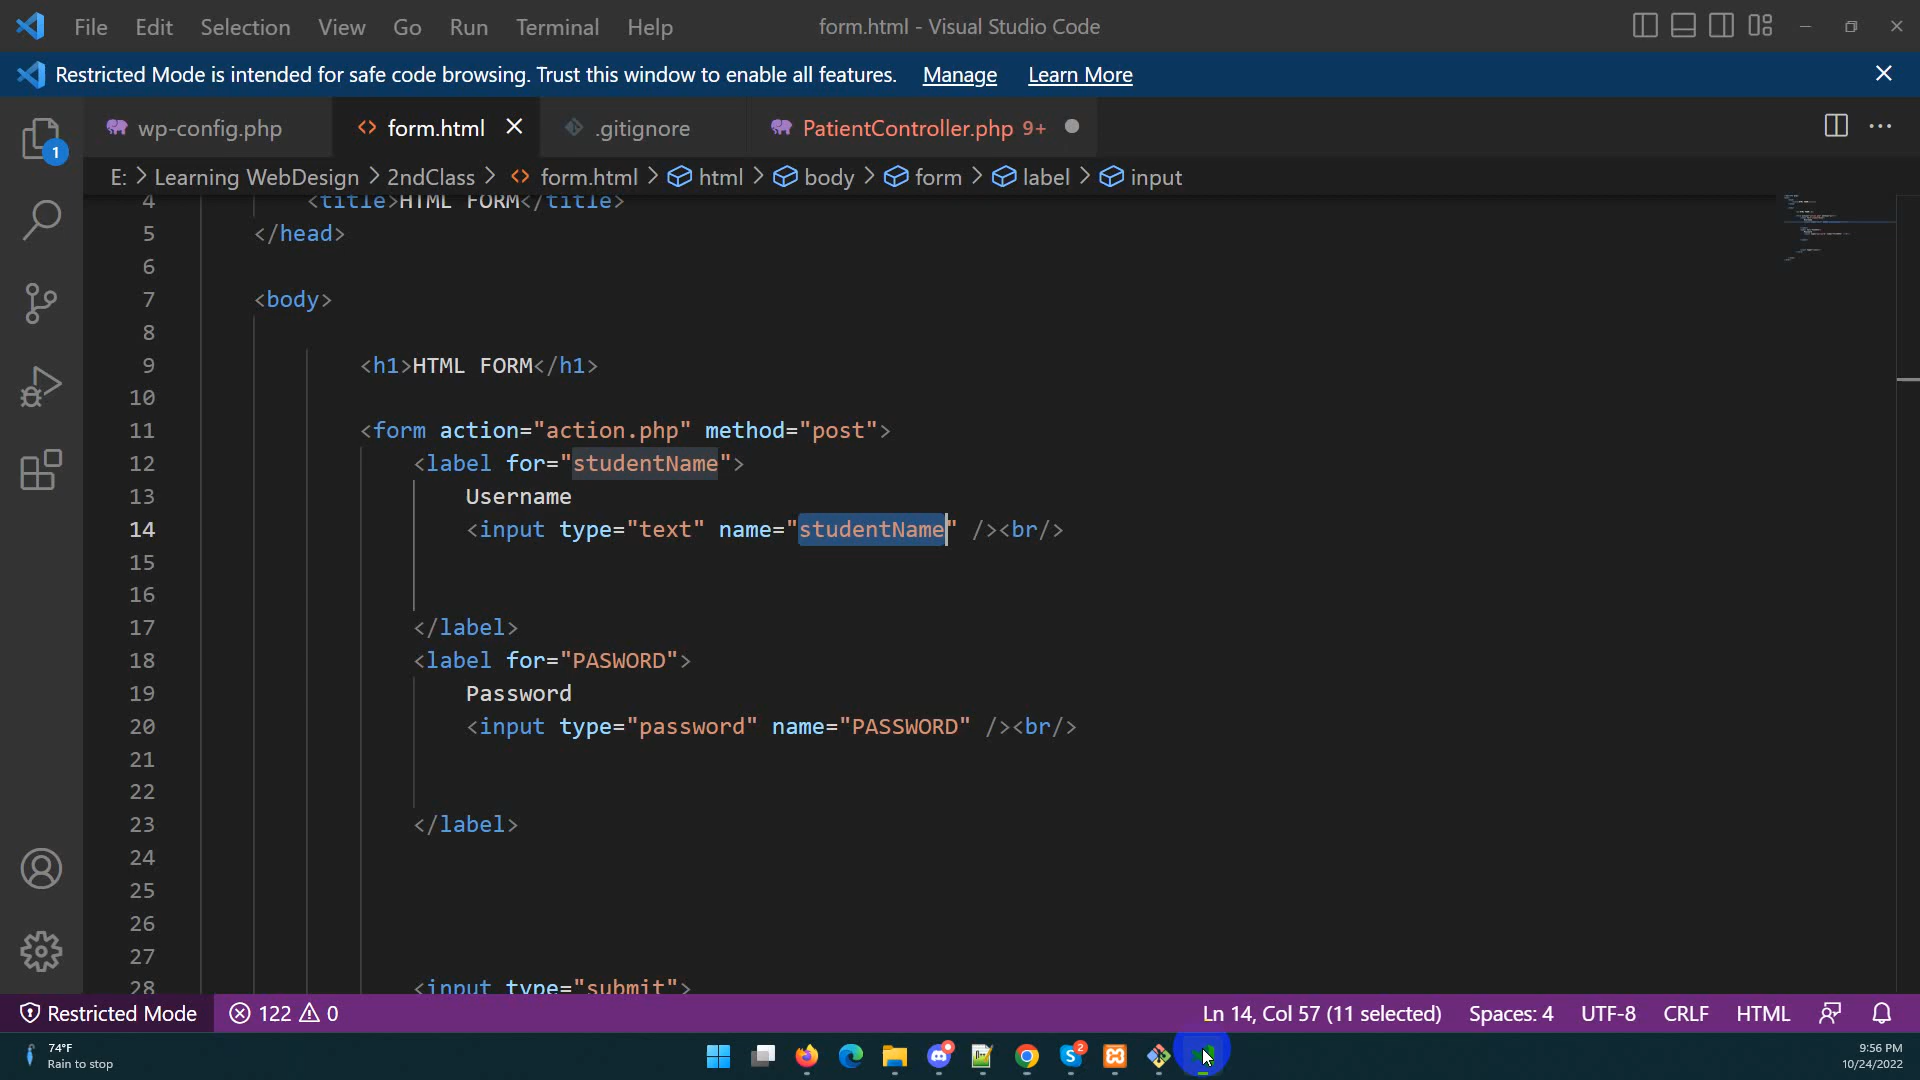 File Edit Selection View Go Run Terminal Help form.html - Visual Studio Code
Restricted Mode is intended for safe code browsing. Trust this window to enable all features. Manage Learn More
wp-config.php form.html .gitignore PatientController.php 9+
E: > Learning WebDesign > 2ndClass > form.html > html > body > form > label > input
1
4 <title>HTML FORM</title>
5 </head>
6
7 <body>
8
9 <h1>HTML FORM</h1>
10
11 <form action="action.php" method="post">
12 <label for="studentName">
13 Username
14 <input type="text" name="studentName" /><br/>
15
16
17 </label>
18 <label for="PASWORD">
19 Password
20 <input type="password" name="PASSWORD" /><br/>
21
22
23 </label>
24
25
26
27
28 <input type="submit">
Restricted Mode 122 0 Ln 14, Col 57 (11 selected) Spaces: 4 UTF-8 CRLF HTML
74°F
Rain to stop
2
9:56 PM
10/24/2022